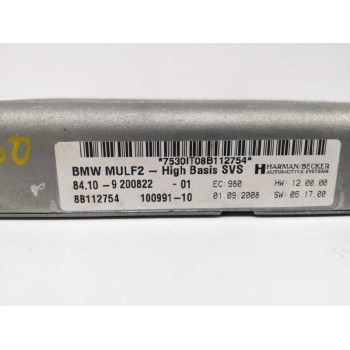 *7530IT08B112754*
BMW MULF2 - High Basis SVS HARMAN/BECKER
AUTOMOTIVE SYSTEMS
84.10-9 200822 -01 EC: 980 HW: 12.00.00
8B112754 100991-10 01.09.2008 SW: 05.17.00